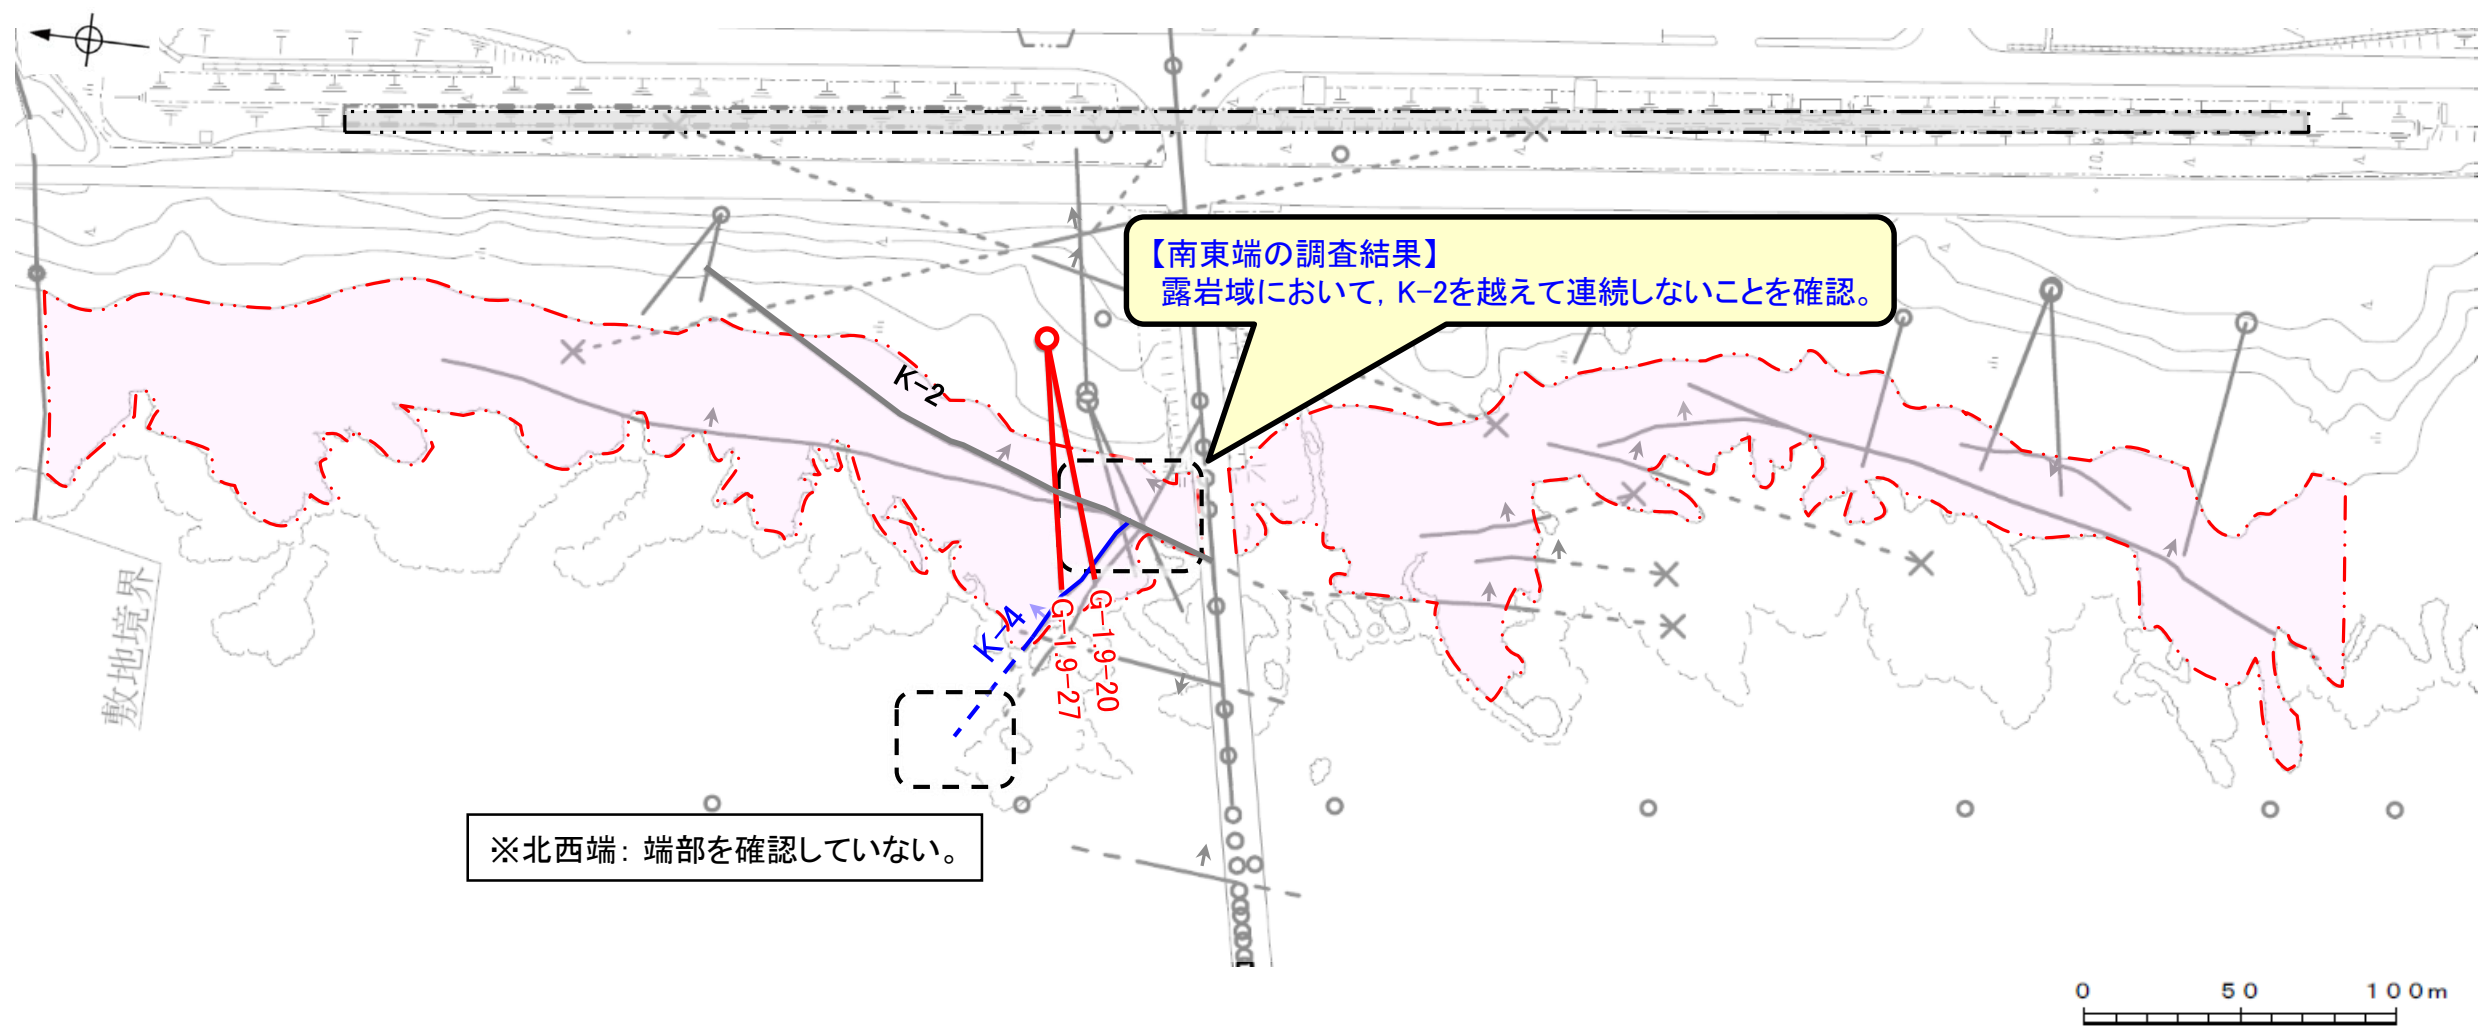 【南東端の調査結果】
露岩域において，K-2を越えて連続しないことを確認。
K-2
K-4
G-1.9-27
G-1.9-20
敷地境界
※北西端：端部を確認していない。
10.9
0 50 100m